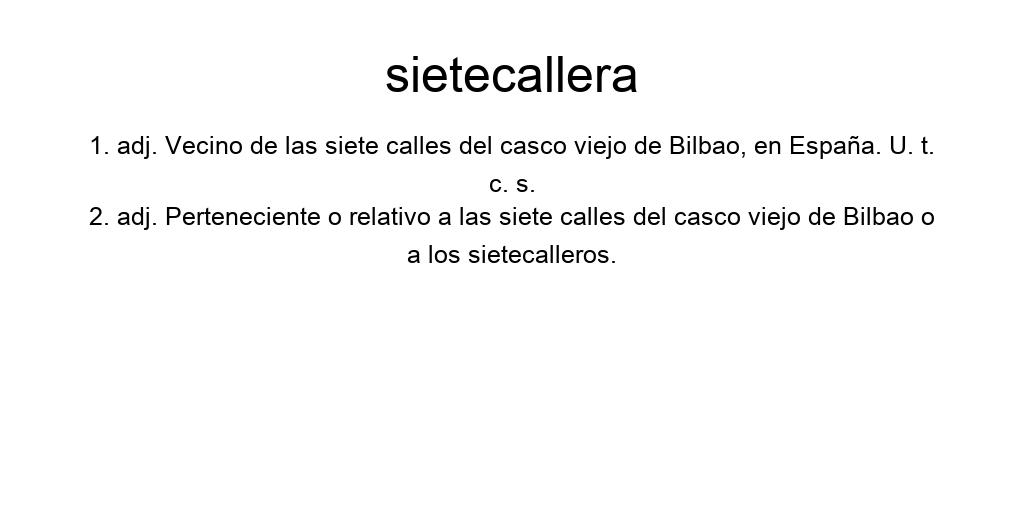 sietecallera
1. adj. Vecino de las siete calles del casco viejo de Bilbao, en España. U. t.
c. s.
2. adj. Perteneciente o relativo a las siete calles del casco viejo de Bilbao o
a los sietecalleros.